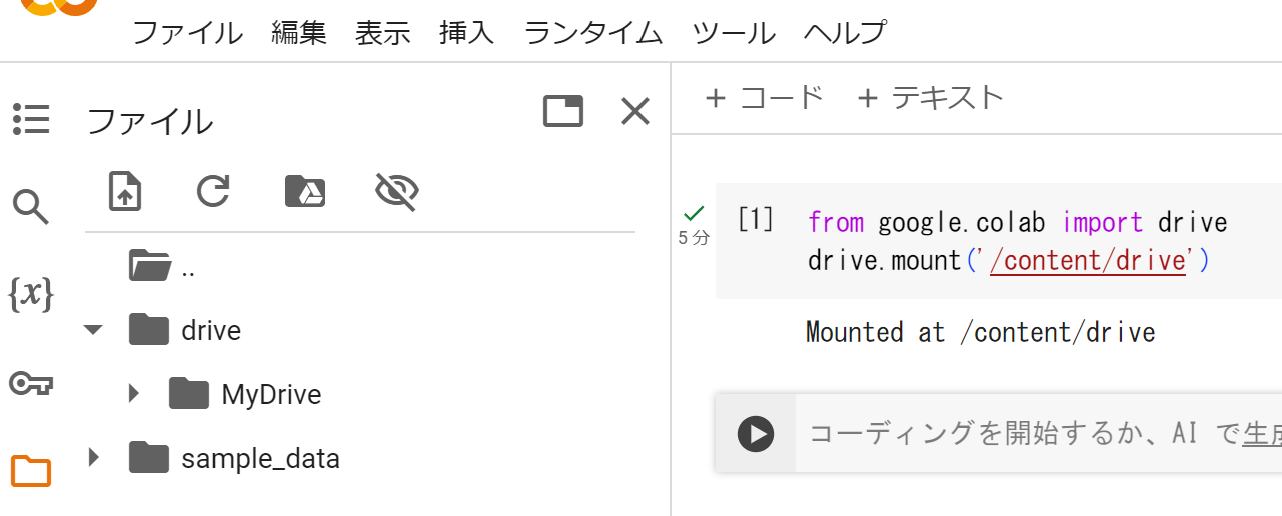 ファイル 編集 表示 挿入 ランタイム ツール ヘルプ
ファイル
..
drive
MyDrive
sample_data
{x}
+ コード + テキスト
5 分
[1]
from google.colab import drive
drive.mount('/content/drive')
Mounted at /content/drive
コーディングを開始するか、AI で生